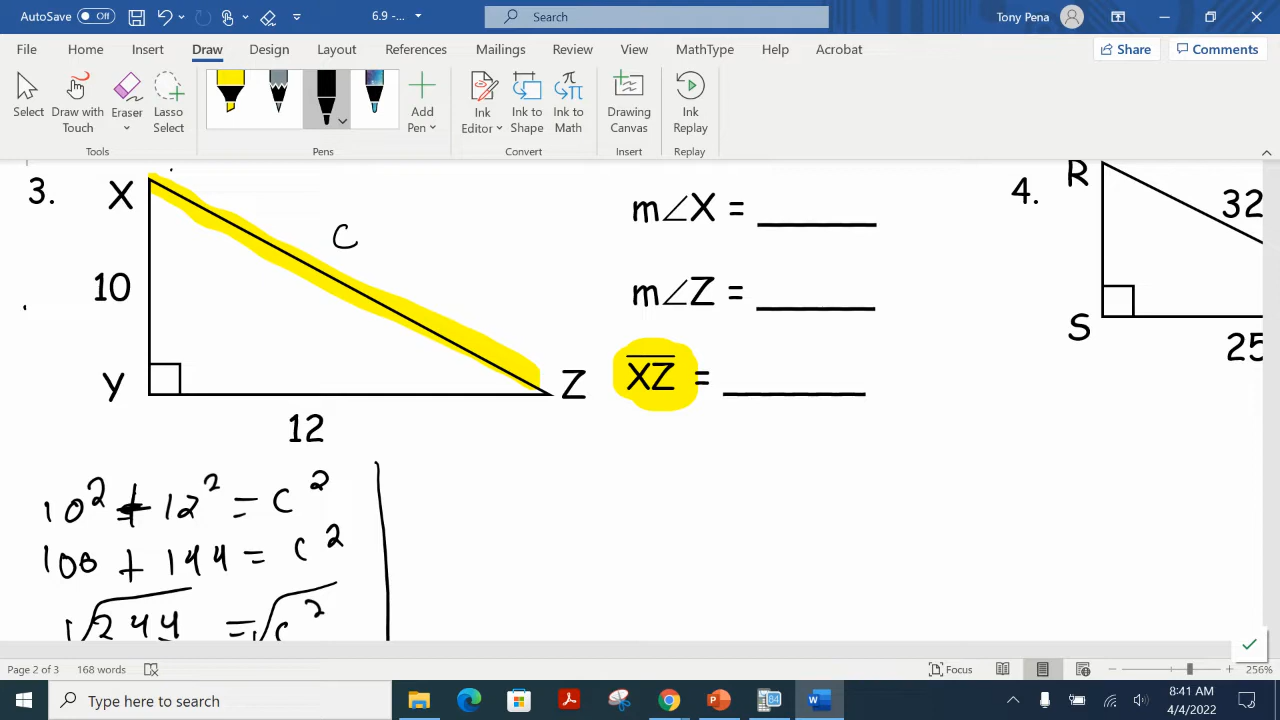 AutoSave Off 6.9 -... Search Tony Pena
File Home Insert Draw Design Layout References Mailings Review View MathType Help Acrobat Share Comments
Select Draw with Touch Eraser Lasso Select Add Pen Ink Editor Ink to Shape Ink to Math Drawing Canvas Ink Replay
Tools Pens Convert Insert Replay
3. X m∠X = ______ 4. R 32
C
10 m∠Z = ______
S
25
Y Z XZ = ______
12
10² + 12² = c²
100 + 144 = c²
√244 = √c²
Page 2 of 3 168 words Focus 256%
Type here to search 84 8:41 AM
4/4/2022